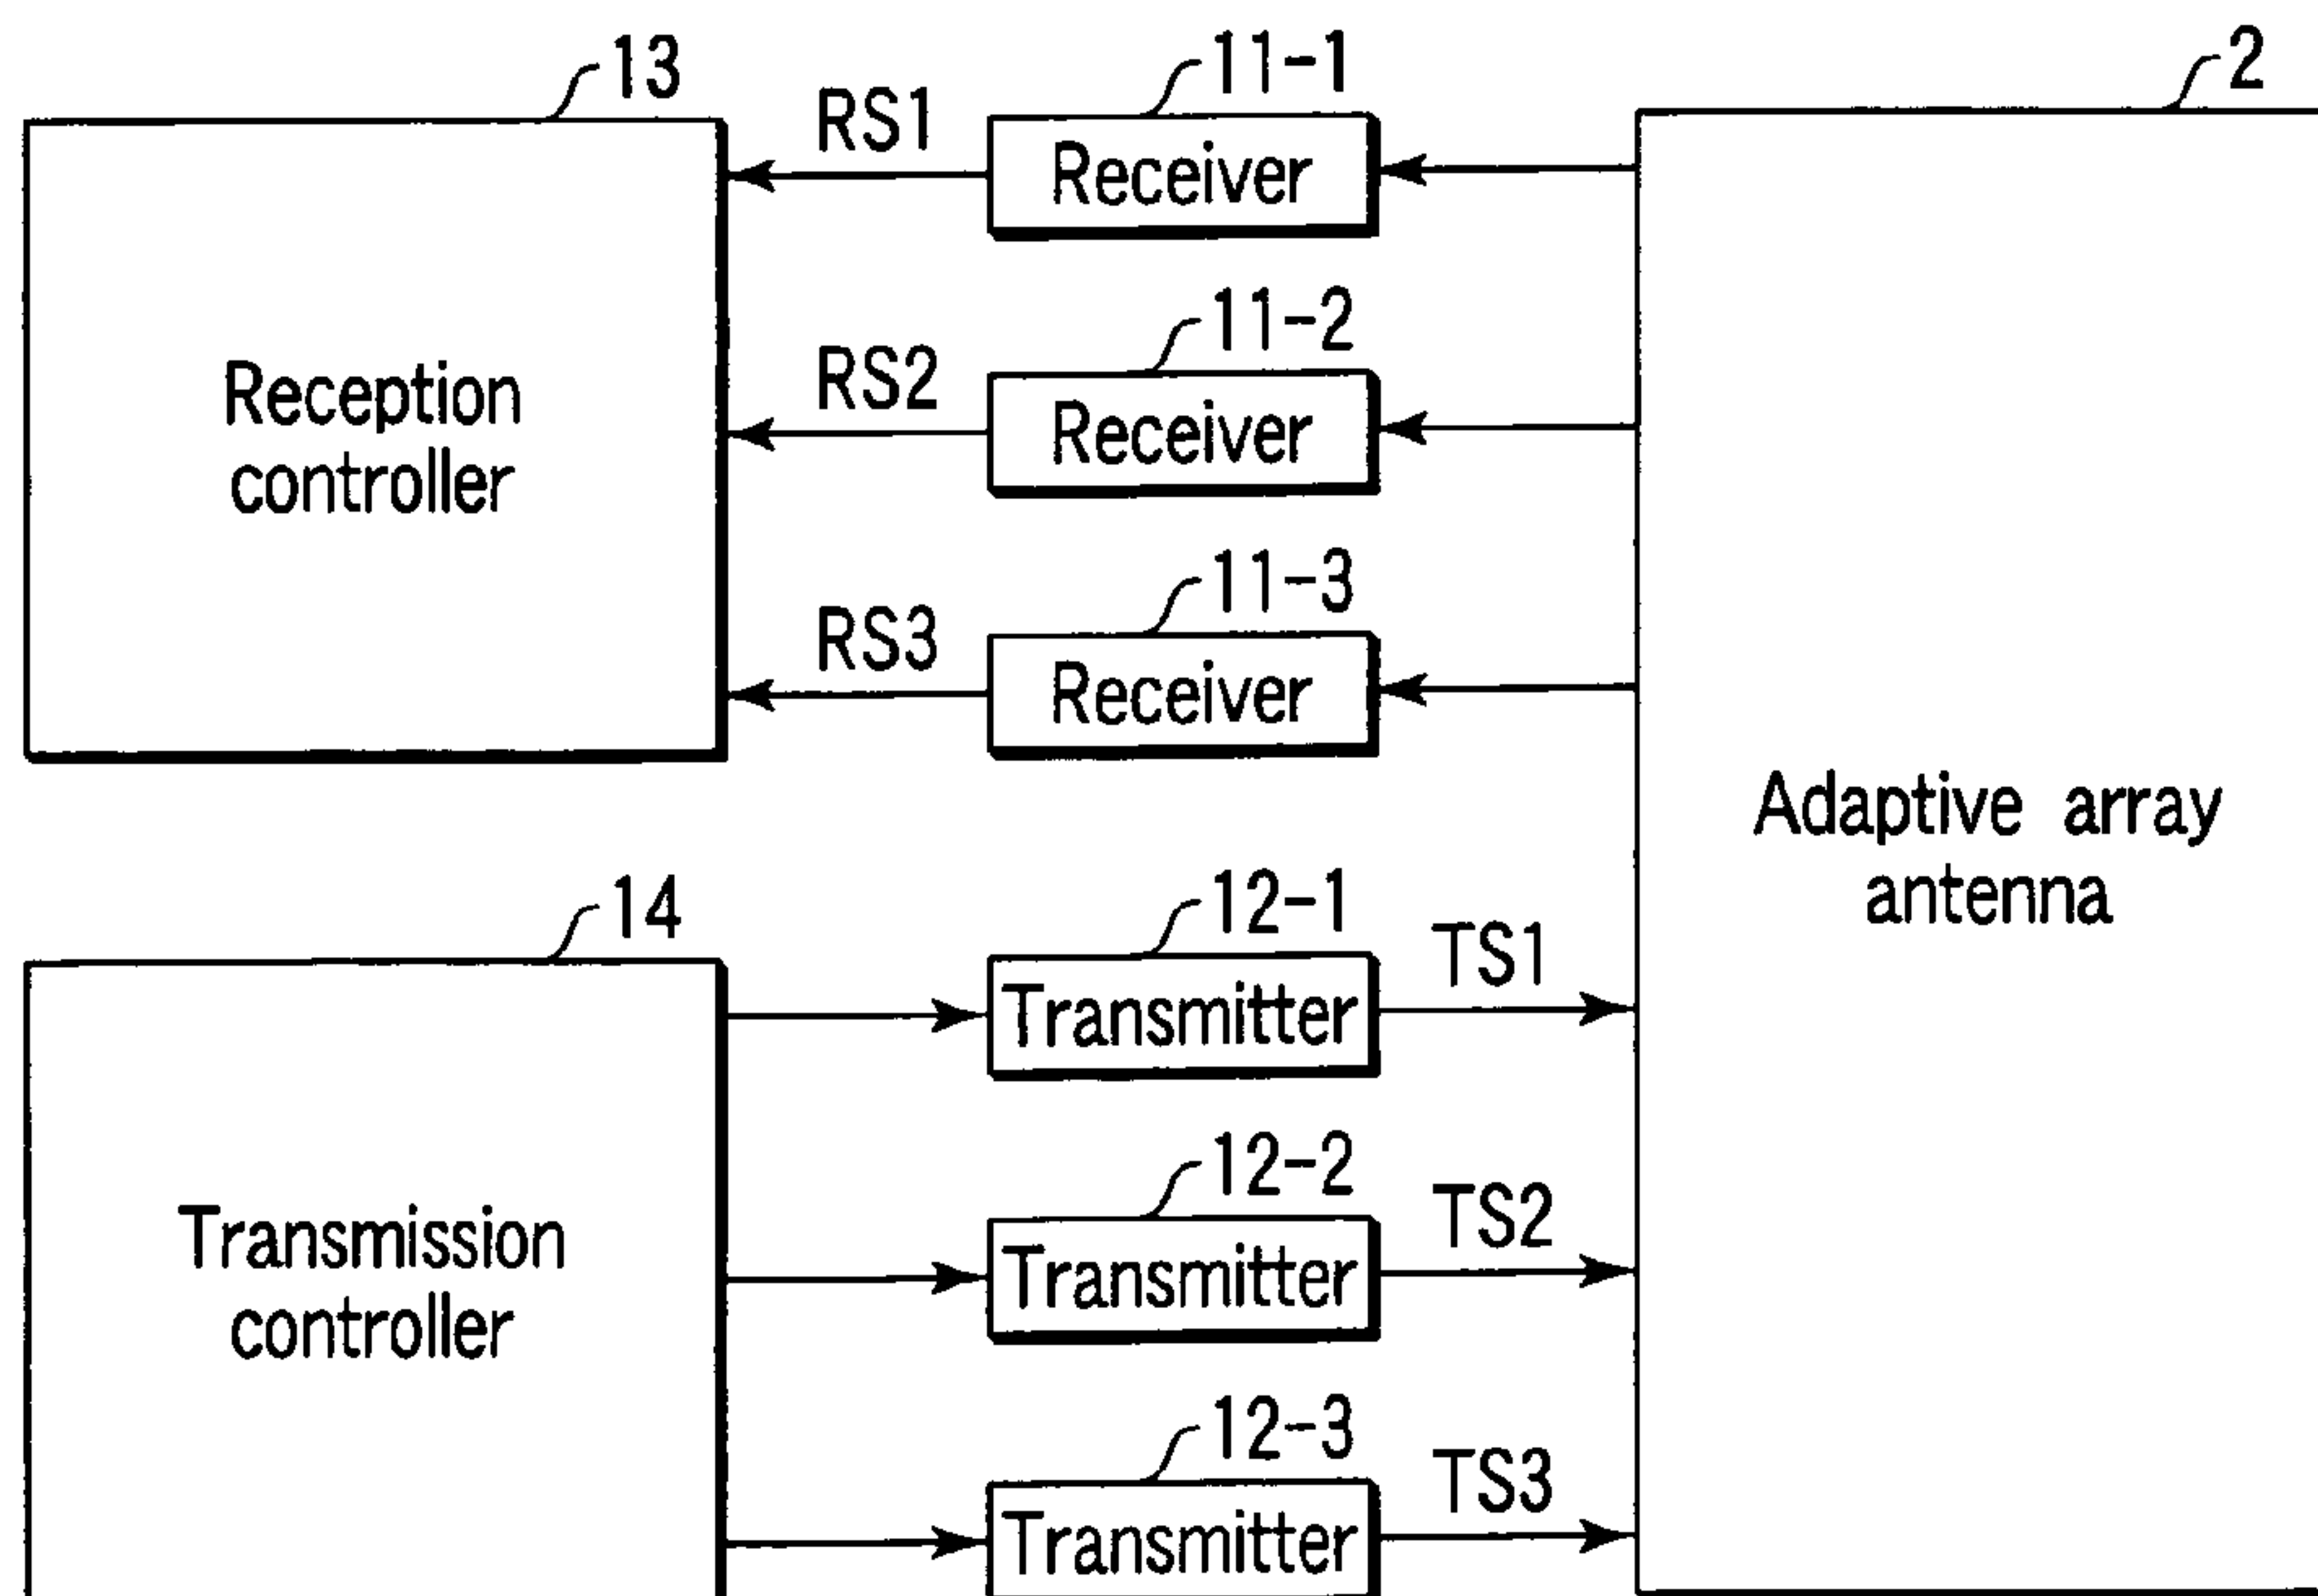 13
11-1
2
RS1
Receiver
11-2
RS2
Receiver
Reception
controller
11-3
RS3
Receiver
Adaptive array
antenna
14
12-1
TS1
Transmitter
12-2
TS2
Transmitter
Transmission
controller
12-3
TS3
Transmitter